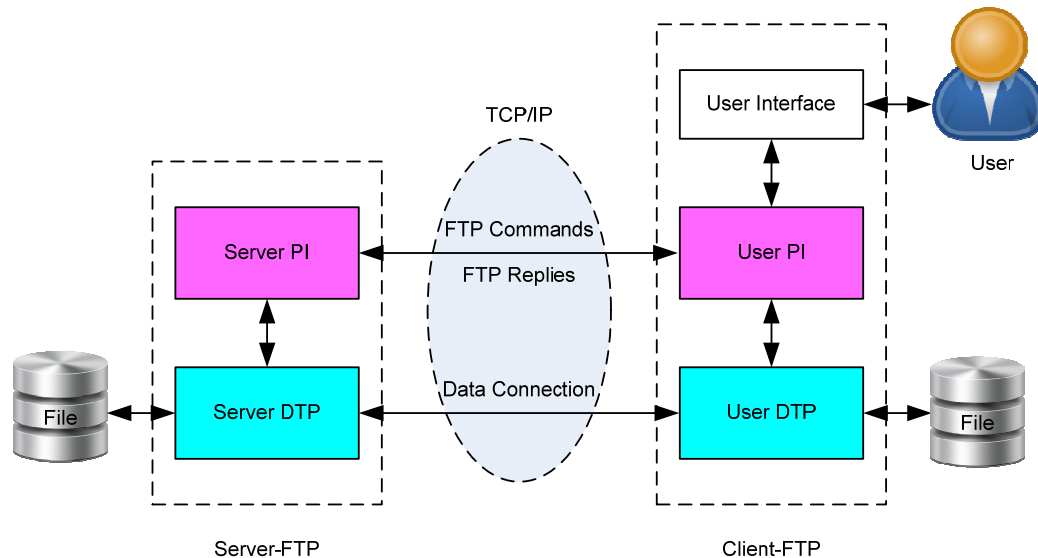 User Interface
TCP/IP
User
FTP Commands
Server PI
User PI
FTP Replies
Data Connection
File
Server DTP
User DTP
File
Server-FTP
Client-FTP